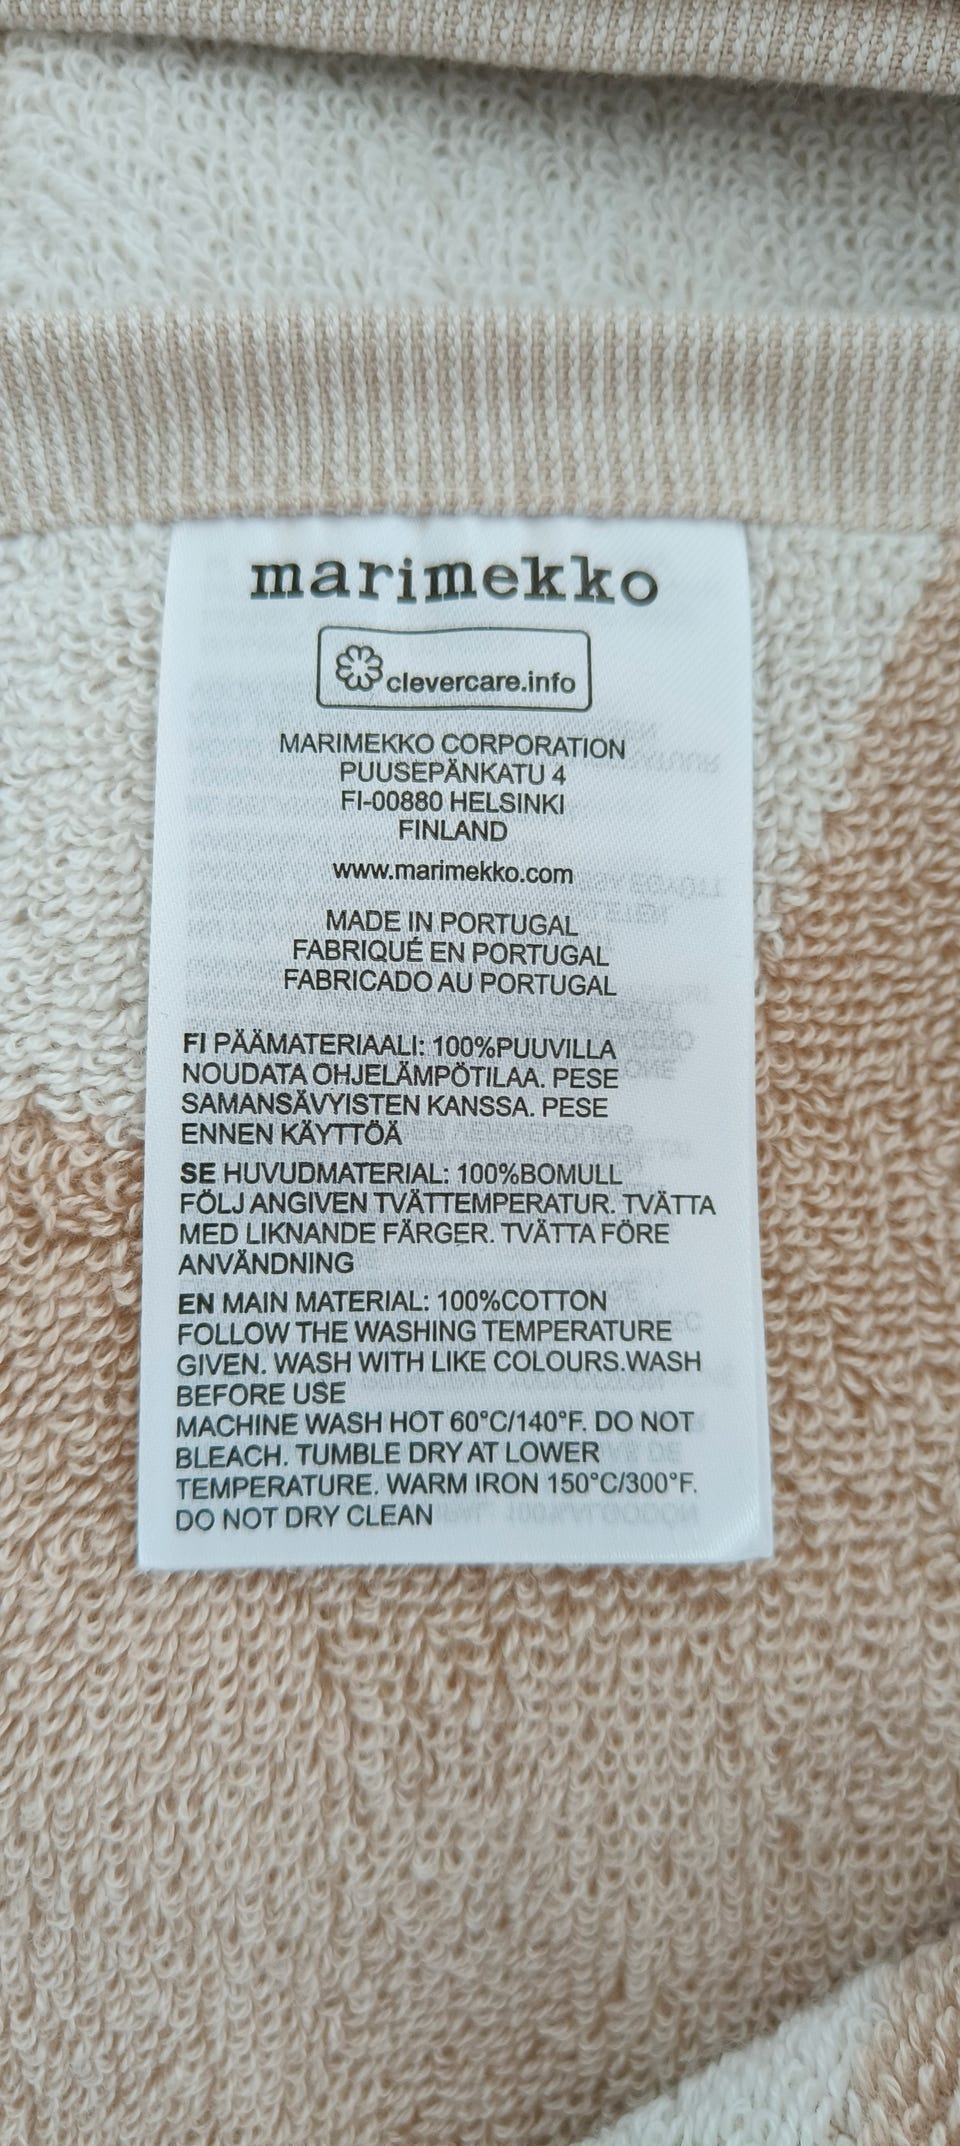 marimekko
clevercare.info
MARIMEKKO CORPORATION
PUUSEPÄNKATU 4
FI-00880 HELSINKI
FINLAND
www.marimekko.com
MADE IN PORTUGAL
FABRIQUÉ EN PORTUGAL
FABRICADO AU PORTUGAL
FI PÄÄMATERIAALI: 100%PUUVILLA
NOUDATA OHJELÄMPÖTILAA. PESE
SAMANSÄVYISTEN KANSSA. PESE
ENNEN KÄYTTÖÄ
SE HUVUDMATERIAL: 100%BOMULL
FÖLJ ANGIVEN TVÄTTEMPERATUR. TVÄTTA
MED LIKNANDE FÄRGER. TVÄTTA FÖRE
ANVÄNDNING
EN MAIN MATERIAL: 100%COTTON
FOLLOW THE WASHING TEMPERATURE
GIVEN. WASH WITH LIKE COLOURS.WASH
BEFORE USE
MACHINE WASH HOT 60°C/140°F. DO NOT
BLEACH. TUMBLE DRY AT LOWER
TEMPERATURE. WARM IRON 150°C/300°F.
DO NOT DRY CLEAN